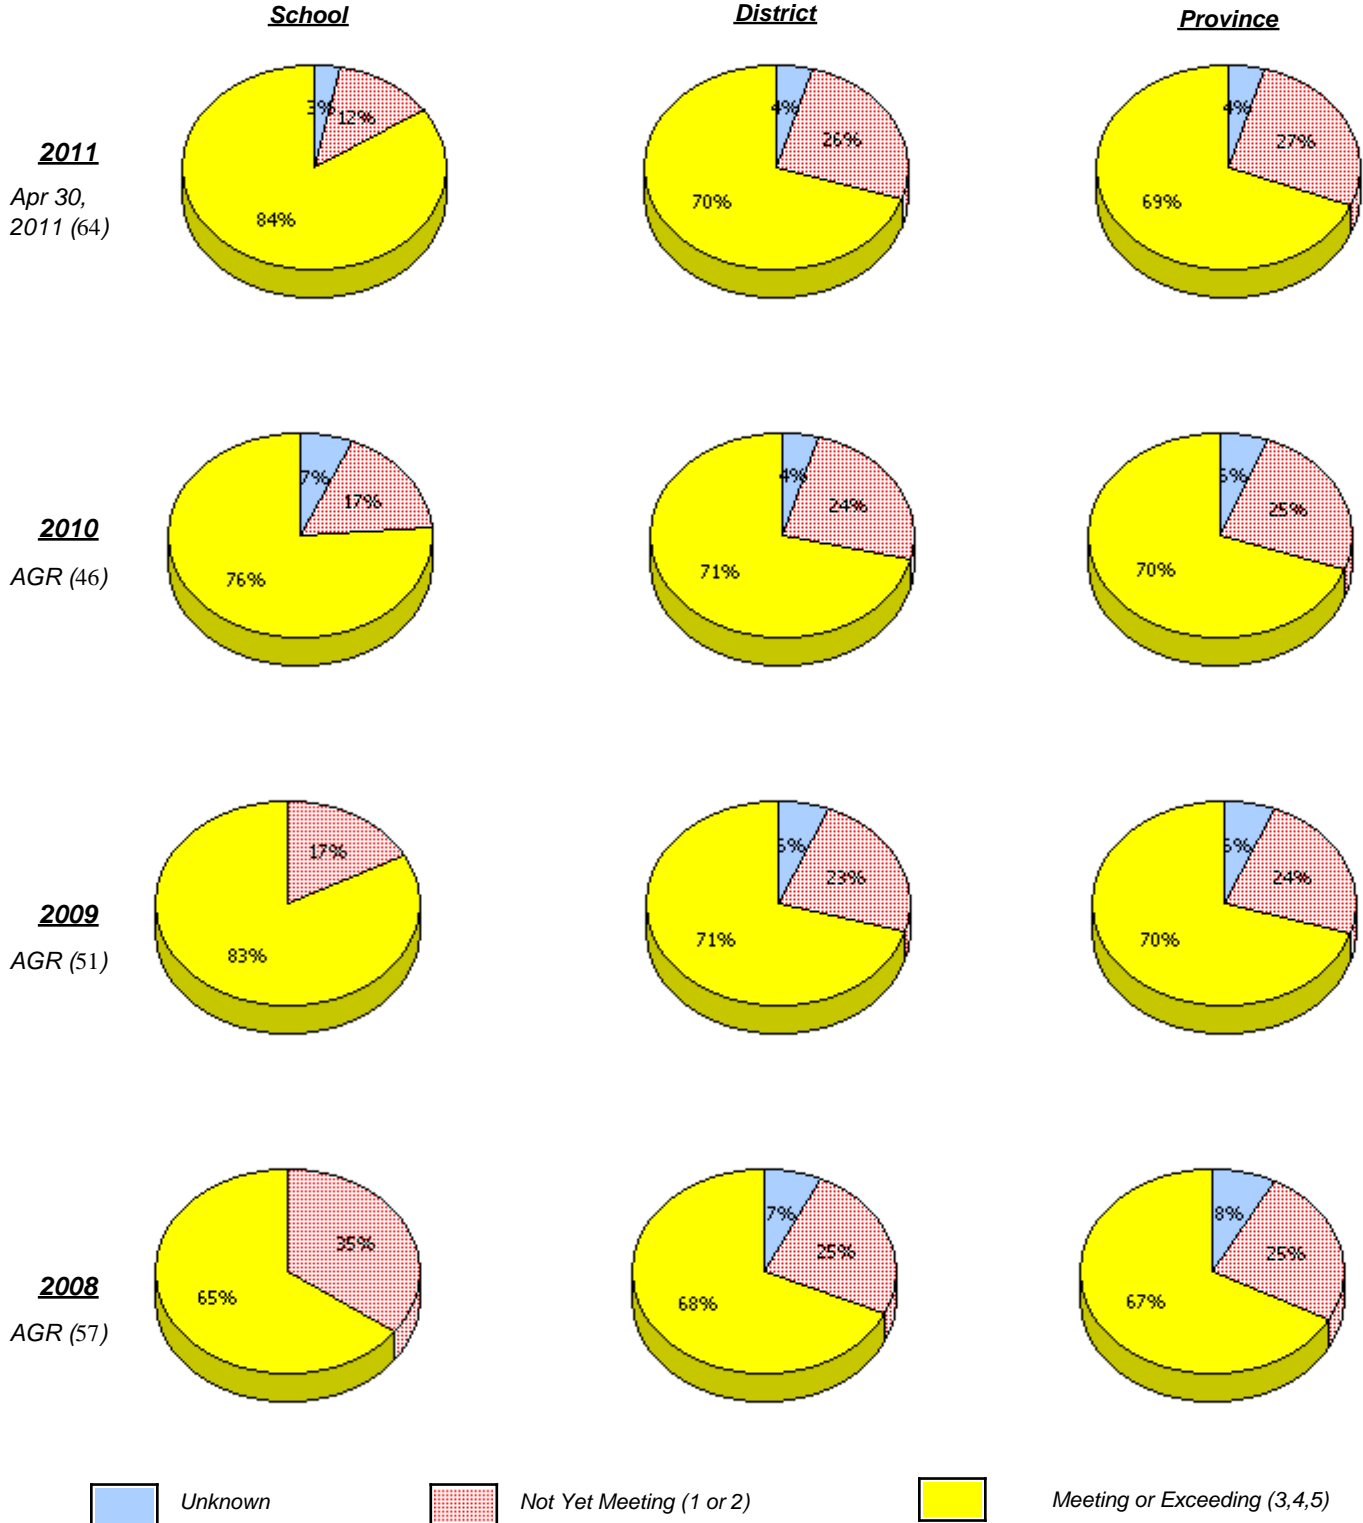 School District Province
3% 12% 4% 26% 4% 27%
2011
Apr 30,
2011 (64)
84% 70% 69%
7% 17% 4% 24% 25%
2010
AGR (46)
76% 71% 70%
17% 23% 24%
2009
AGR (51)
83% 71% 70%
35% 7% 25% 8% 25%
2008
AGR (57)
65% 68% 67%
Unknown Not Yet Meeting (1 or 2) Meeting or Exceeding (3,4,5)